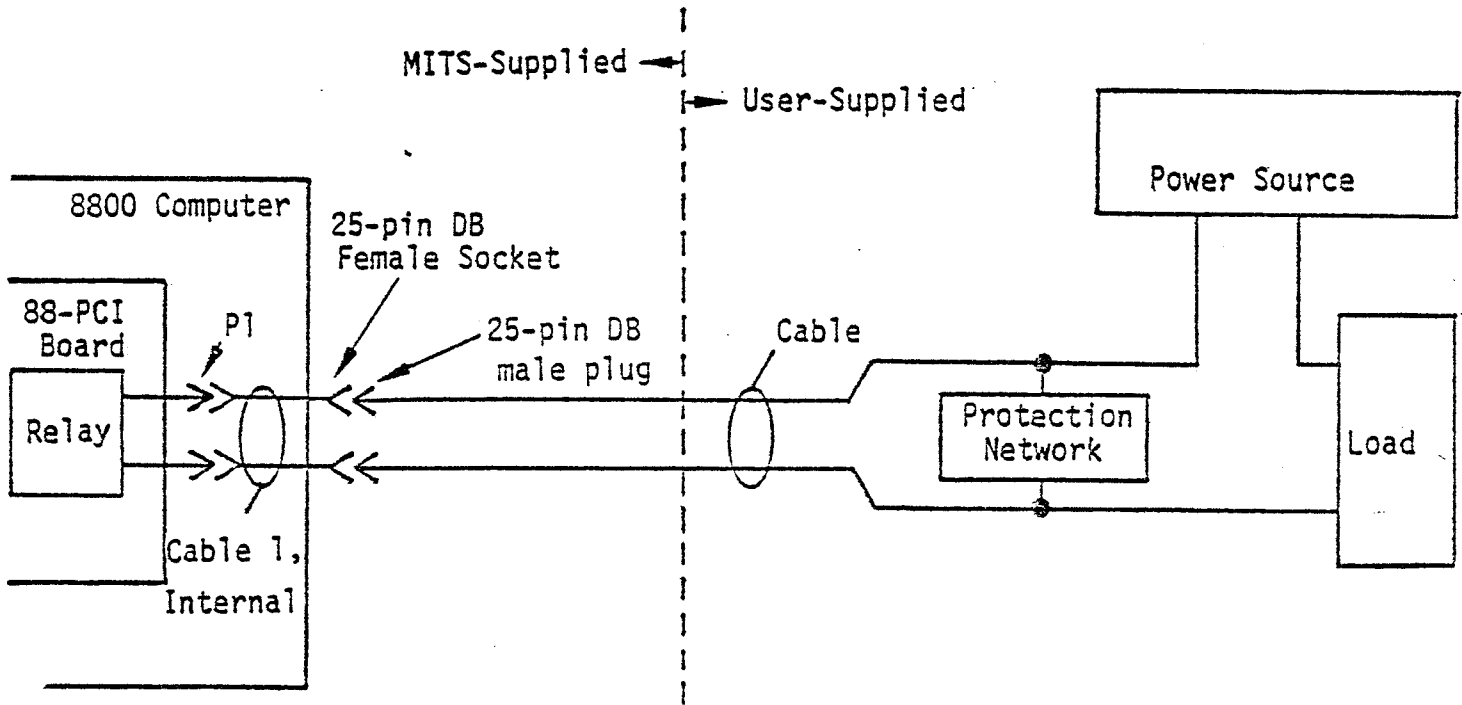 MITS-Supplied
User-Supplied
Power Source
8800 Computer
25-pin DB
Female Socket
88-PCI
Board
P1
25-pin DB
male plug
Cable
Relay
Protection
Network
Load
Cable 1,
Internal